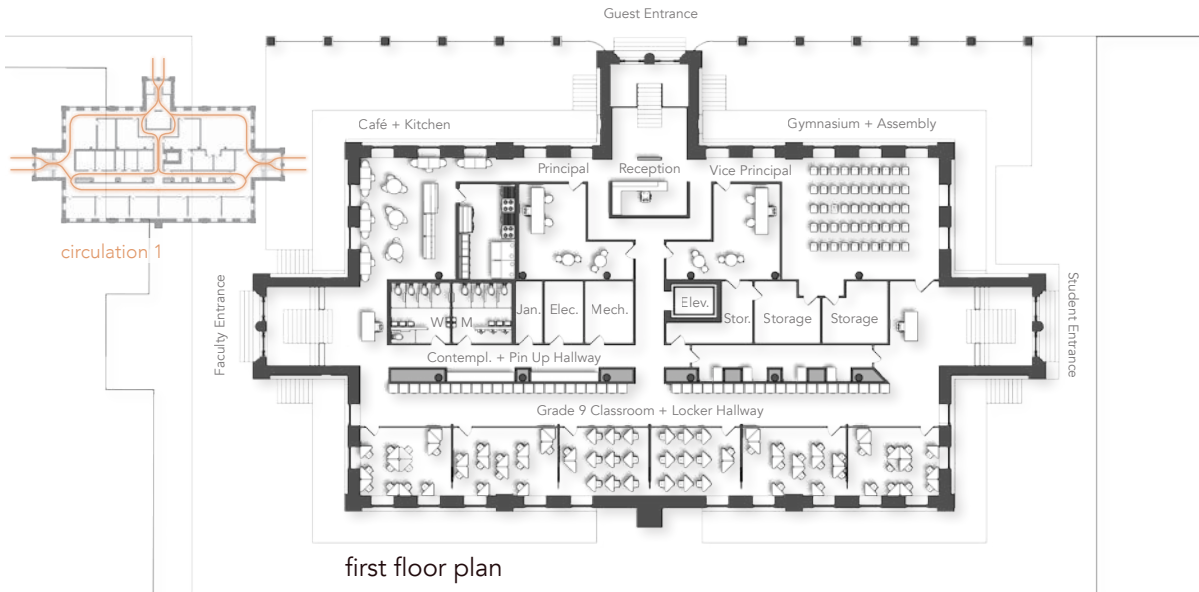 Guest Entrance
Café + Kitchen
Gymnasium + Assembly
Principal
Reception
Vice Principal
circulation 1
Faculty Entrance
Student Entrance
W
M
Jan.
Elec.
Mech.
Elev.
Stor.
Storage
Storage
Contempl. + Pin Up Hallway
Grade 9 Classroom + Locker Hallway
first floor plan